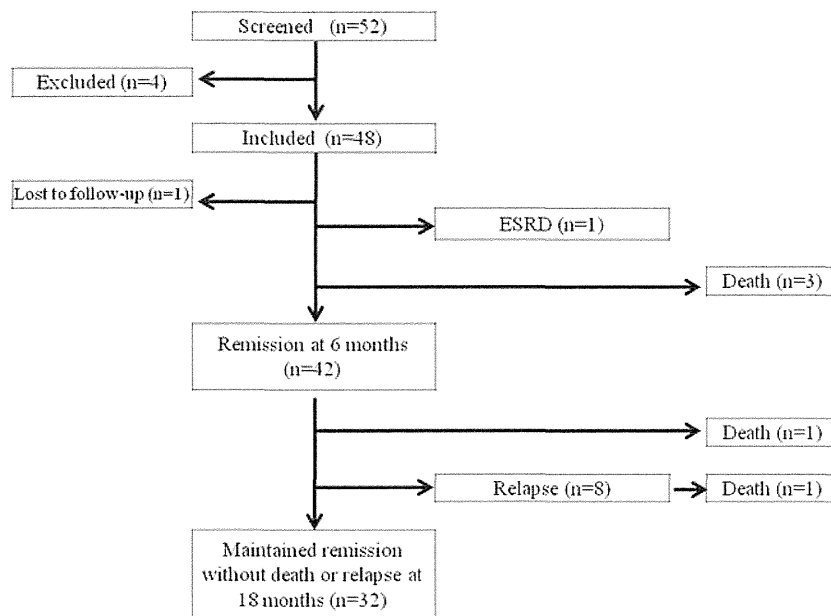 Screened (n=52)
Excluded (n=4)
Included (n=48)
Lost to follow-up (n=1)
ESRD (n=1)
Death (n=3)
Remission at 6 months
(n=42)
Death (n=1)
Relapse (n=8)
Death (n=1)
Maintained remission
without death or relapse at
18 months (n=32)